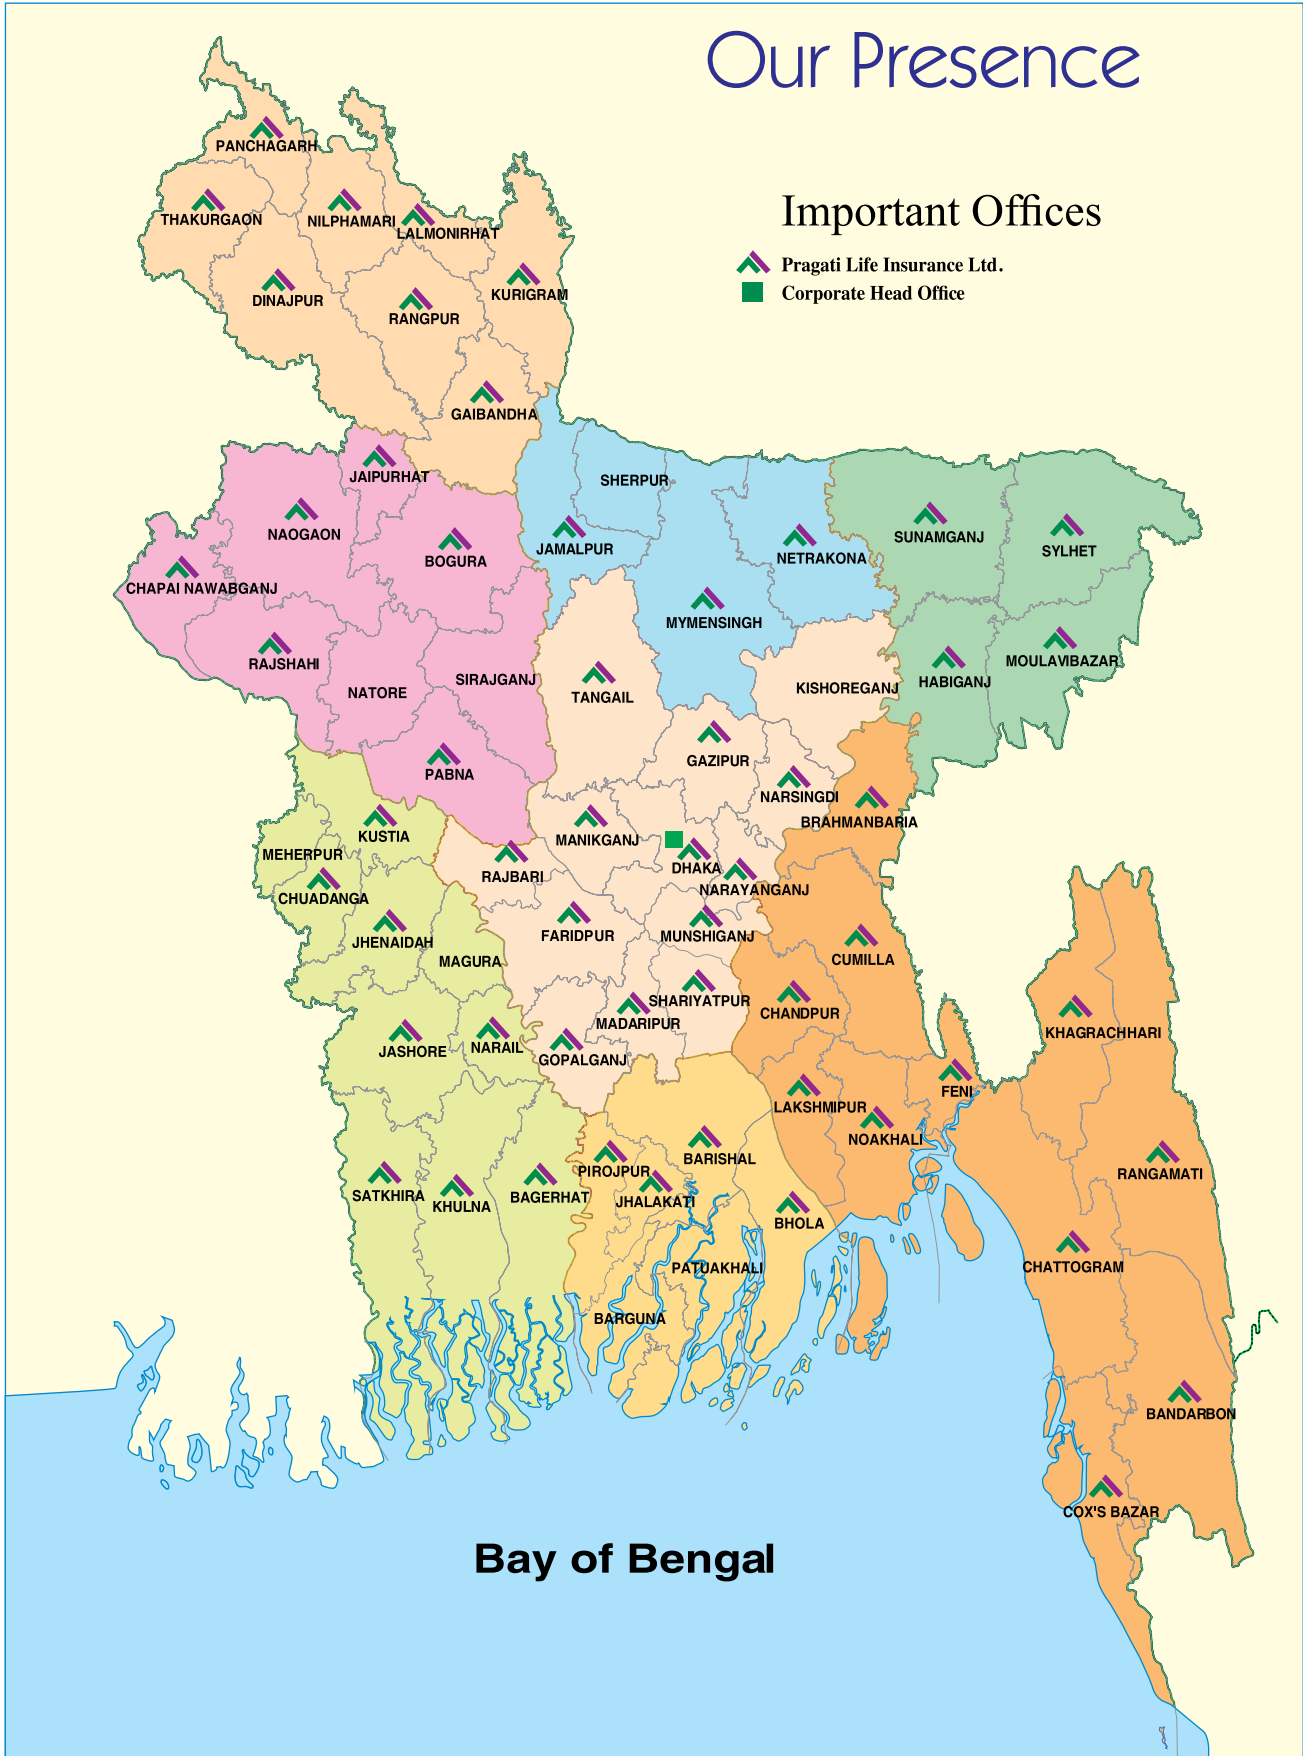 Our Presence
Important Offices
Pragati Life Insurance Ltd.
Corporate Head Office
PANCHAGARH
THAKURGAON
NILPHAMARI
LALMONIRHAT
DINAJPUR
RANGPUR
KURIGRAM
GAIBANDHA
JAIPURHAT
SHERPUR
NAOGAON
BOGURA
JAMALPUR
NETRAKONA
SUNAMGANJ
SYLHET
CHAPAI NAWABGANJ
MYMENSINGH
RAJSHAHI
MOULAVIBAZAR
HABIGANJ
NATORE
SIRAJGANJ
TANGAIL
KISHOREGANJ
GAZIPUR
PABNA
NARSINGDI
BRAHMANBARIA
KUSTIA
MANIKGANJ
MEHERPUR
RAJBARI
DHAKA
NARAYANGANJ
CHUADANGA
JHENAIDAH
FARIDPUR
MUNSHIGANJ
MAGURA
CUMILLA
SHARIYATPUR
CHANDPUR
MADARIPUR
KHAGRACHHARI
JASHORE
NARAIL
GOPALGANJ
FENI
LAKSHMIPUR
NOAKHALI
BARISHAL
PIROJPUR
RANGAMATI
SATKHIRA
KHULNA
BAGERHAT
JHALAKATI
BHOLA
PATUAKHALI
CHATTOGRAM
BARGUNA
BANDARBON
COX'S BAZAR
Bay of Bengal